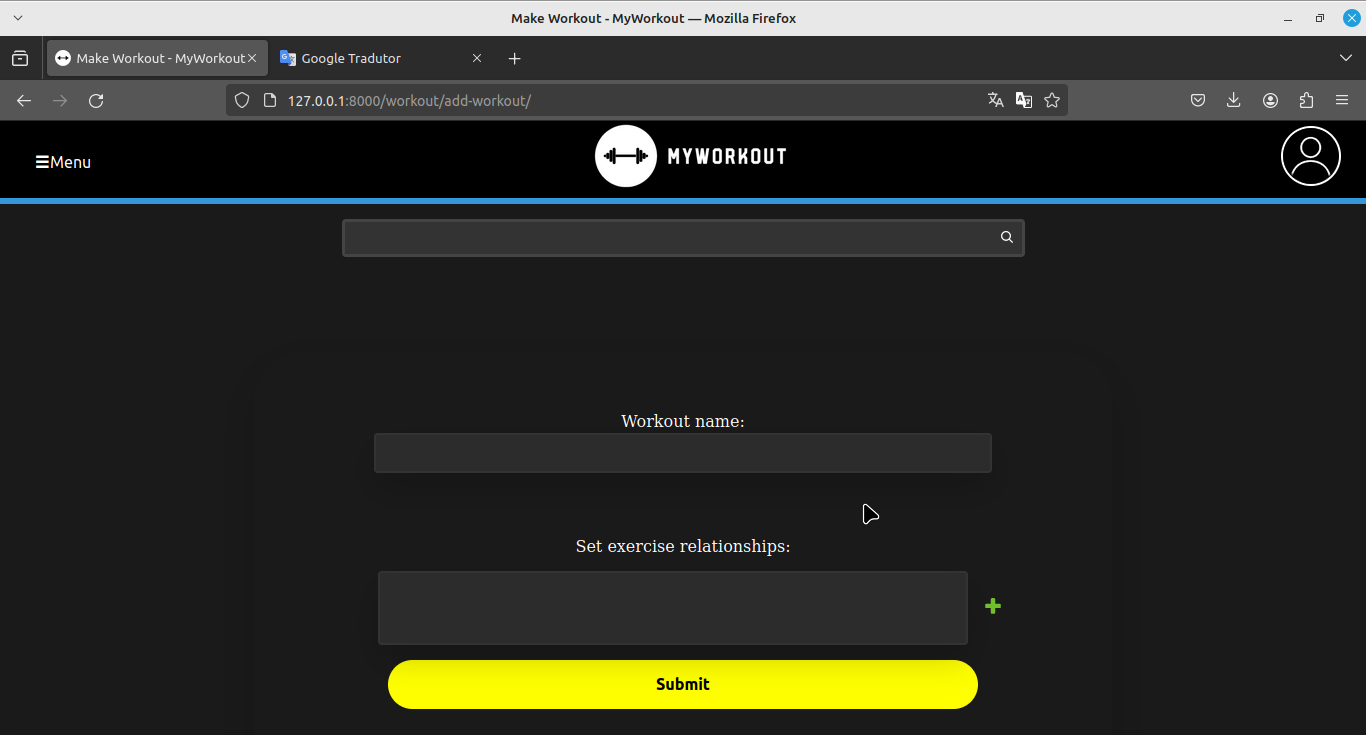 Make Workout - MyWorkout — Mozilla Firefox
Make Workout - MyWorkout
Google Tradutor
127.0.0.1:8000/workout/add-workout/
Menu
MYWORKOUT
Workout name:
Set exercise relationships:
Submit